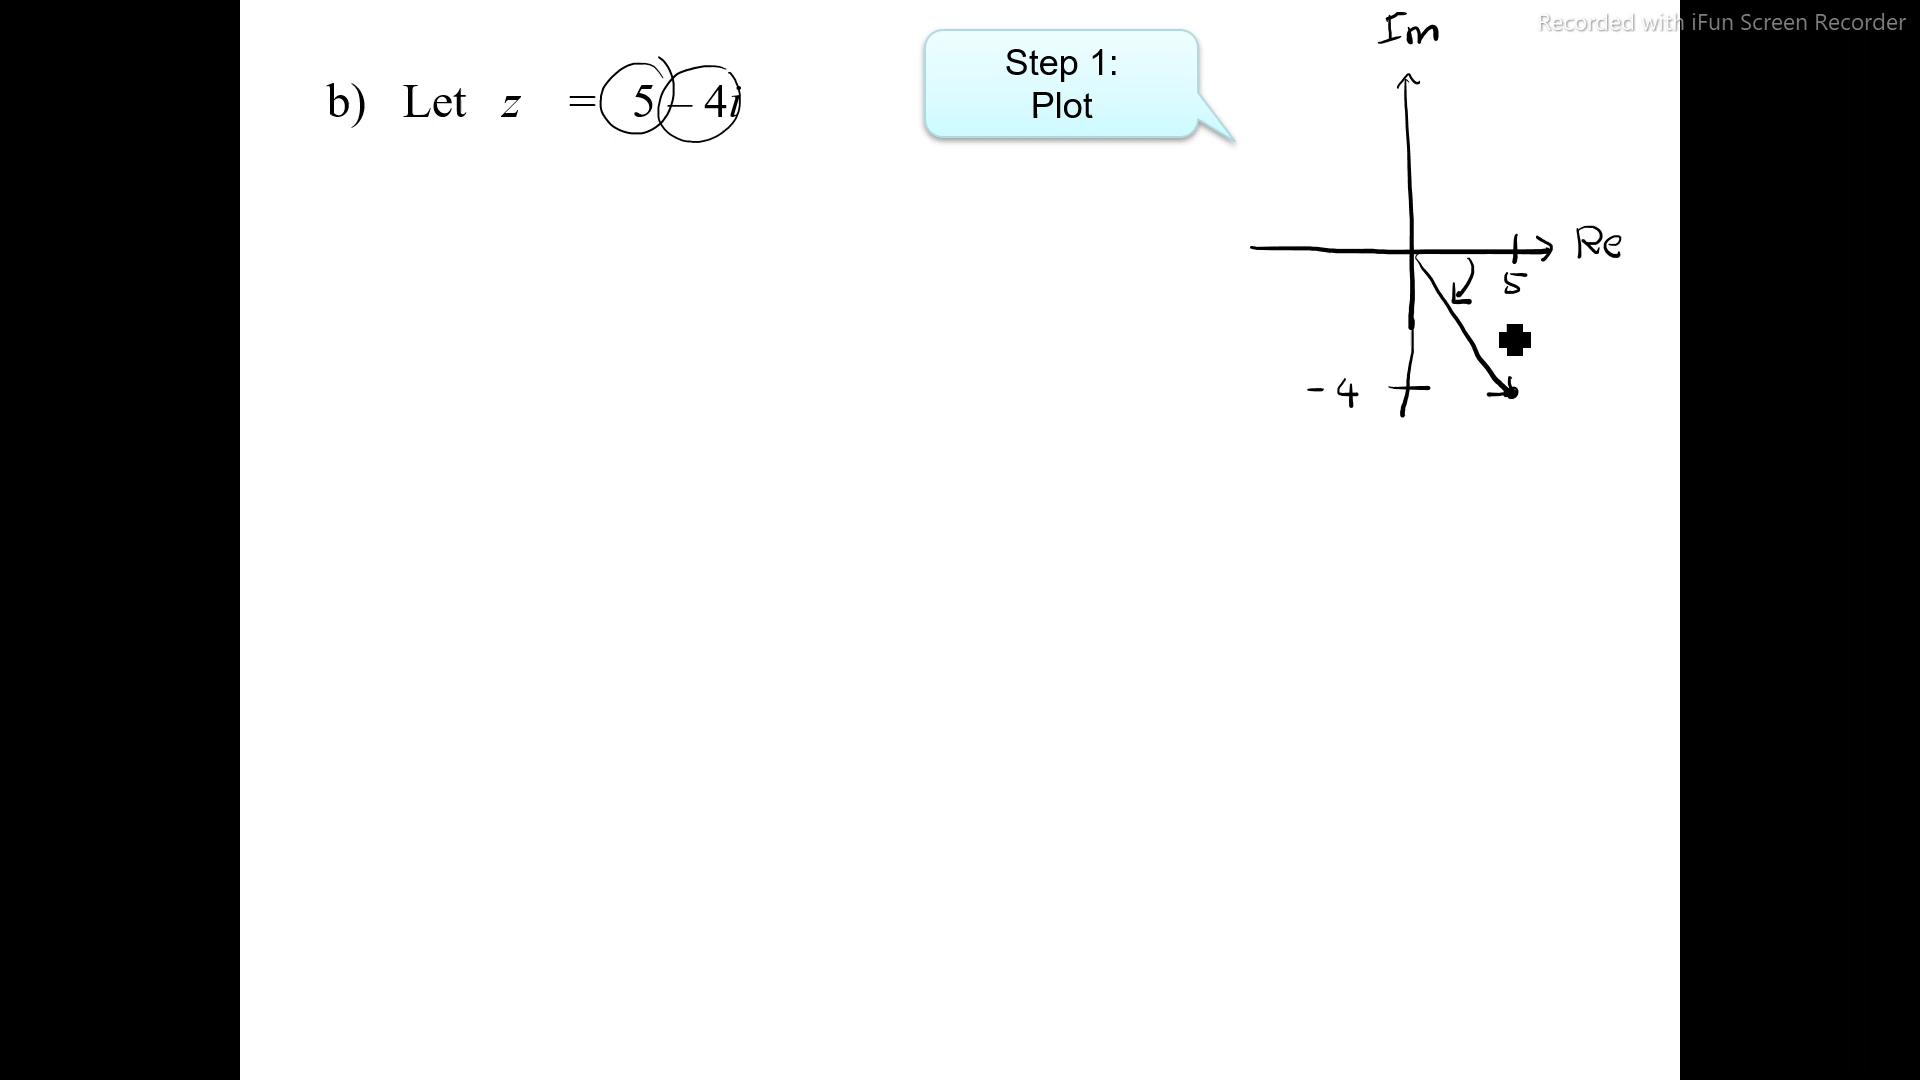 Recorded with iFun Screen Recorder
Im
Step 1:
Plot
b) Let z = 5 – 4i
Re
5
- 4